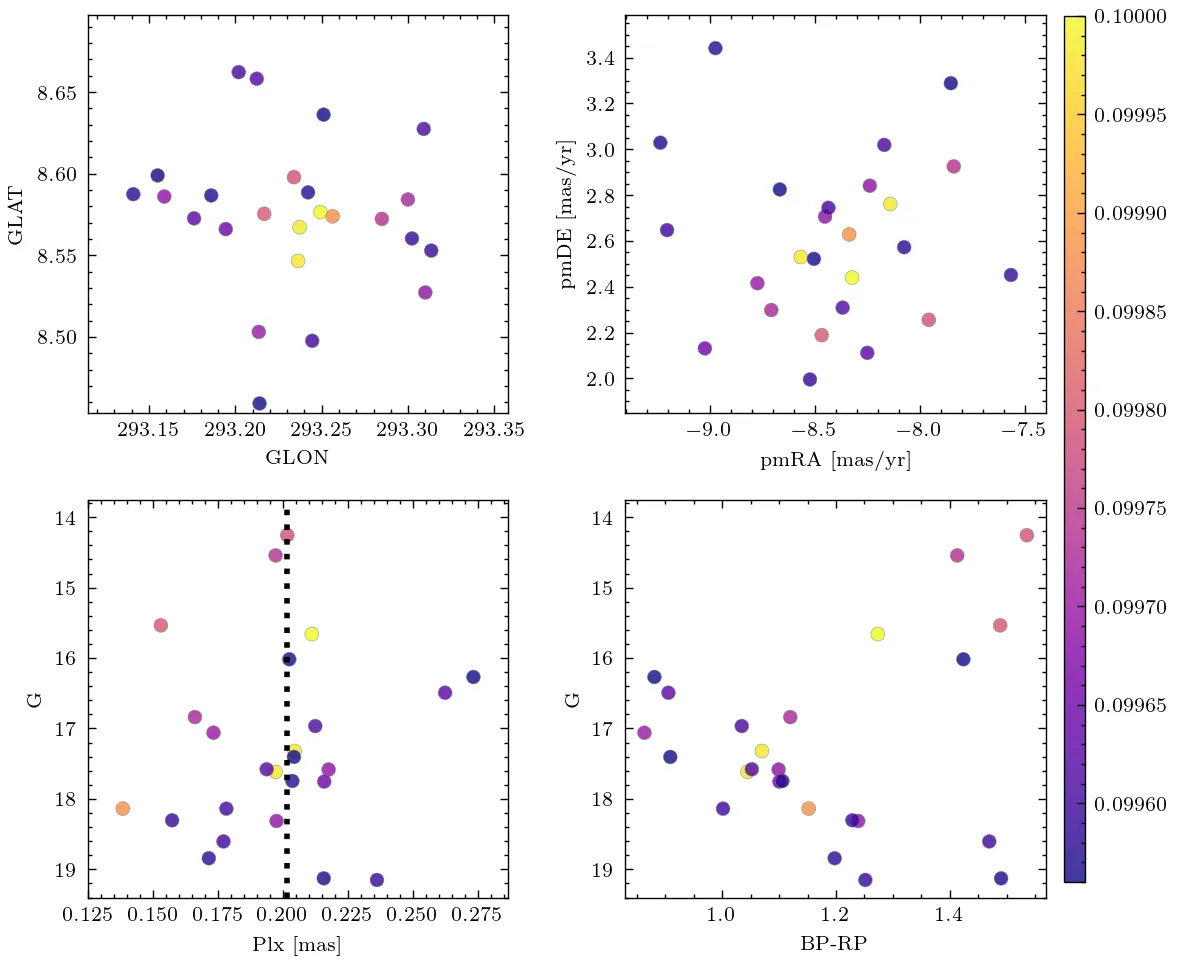 8.65
8.60
8.55
8.50
GLAT
293.15 293.20 293.25 293.30 293.35
GLON
3.4
3.2
3.0
2.8
2.6
2.4
2.2
2.0
pmDE [mas/yr]
−9.0 −8.5 −8.0 −7.5
pmRA [mas/yr]
0.10000
0.09995
0.09990
0.09985
0.09980
0.09975
0.09970
0.09965
0.09960
14
15
16
17
18
19
G
0.125 0.150 0.175 0.200 0.225 0.250 0.275
Plx [mas]
14
15
16
17
18
19
G
1.0 1.2 1.4
BP-RP